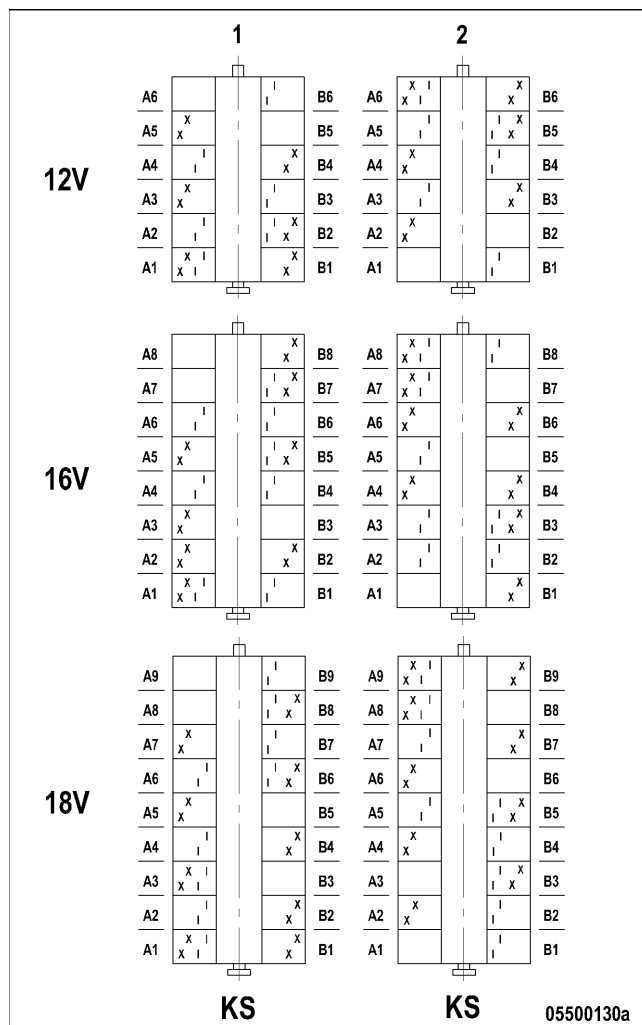 1 2
A6 I I B6 A6 X I X I X X B6
A5 X X B5 A5 I I I X I X B5
A4 I I X X B4 A4 X X I I B4
12V
A3 X X I I B3 A3 I I X X B3
A2 I I I X I X B2 A2 X X B2
A1 X I X I X X B1 A1 I I B1
A8 X X B8 A8 X I X I I I B8
A7 I X I X B7 A7 X I X I B7
A6 I I I I B6 A6 X X X X B6
A5 X X I X I X B5 A5 I I B5
16V
A4 I I I I B4 A4 X X X X B4
A3 X X B3 A3 I I I X I X B3
A2 X X X X B2 A2 I I I I B2
A1 X I X I I I B1 A1 X X B1
A9 I I B9 A9 X I X I X X B9
A8 I X I X B8 A8 X I X I B8
A7 X X I I B7 A7 I I X X B7
A6 I I I X I X B6 A6 X X B6
18V
A5 X X B5 A5 I I I X I X B5
A4 I I X X B4 A4 X X I I B4
A3 X I X I B3 A3 I X I X B3
A2 I I X X B2 A2 X X I I B2
A1 X I X I X X B1 A1 I I B1
KS KS 05500130a